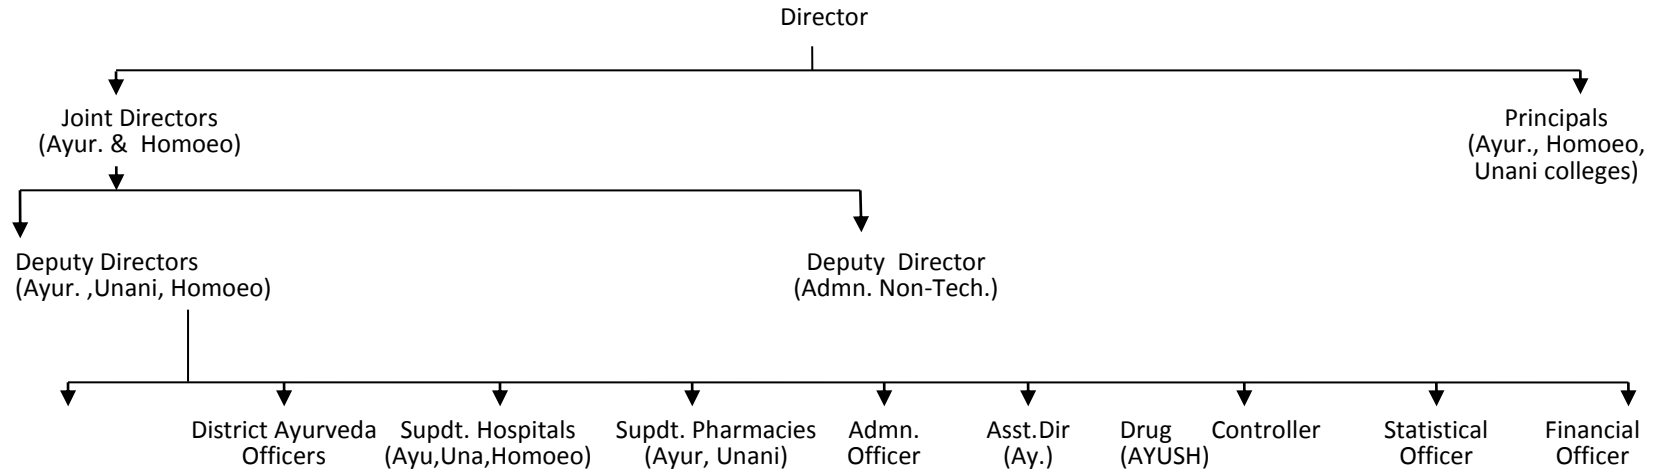 Director
Joint Directors
(Ayur. & Homoeo)
Principals
(Ayur., Homoeo,
Unani colleges)
Deputy Directors
(Ayur. ,Unani, Homoeo)
Deputy Director
(Admn. Non-Tech.)
District Ayurveda
Officers
Supdt. Hospitals
(Ayu,Una,Homoeo)
Supdt. Pharmacies
(Ayur, Unani)
Admn.
Officer
Asst.Dir
(Ay.)
Drug Controller
(AYUSH)
Statistical
Officer
Financial
Officer